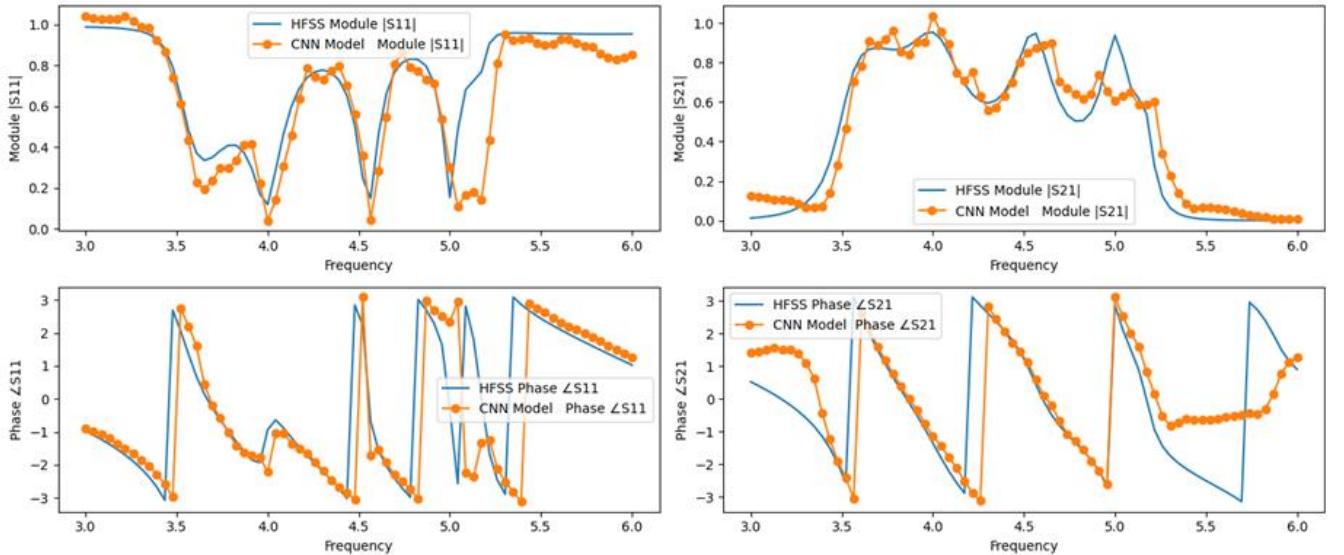 HFSS Module |S11|
CNN Model   Module |S11|
Module |S11|
1.0
0.8
0.6
0.4
0.2
0.0
3.0 3.5 4.0 4.5 5.0 5.5 6.0
Frequency
HFSS Module |S21|
CNN Model   Module |S21|
Module |S21|
1.0
0.8
0.6
0.4
0.2
0.0
3.0 3.5 4.0 4.5 5.0 5.5 6.0
Frequency
HFSS Phase ∠S11
CNN Model   Phase ∠S11
Phase ∠S11
3
2
1
0
−1
−2
−3
3.0 3.5 4.0 4.5 5.0 5.5 6.0
Frequency
HFSS Phase ∠S21
CNN Model  Phase ∠S21
Phase ∠S21
3
2
1
0
−1
−2
−3
3.0 3.5 4.0 4.5 5.0 5.5 6.0
Frequency